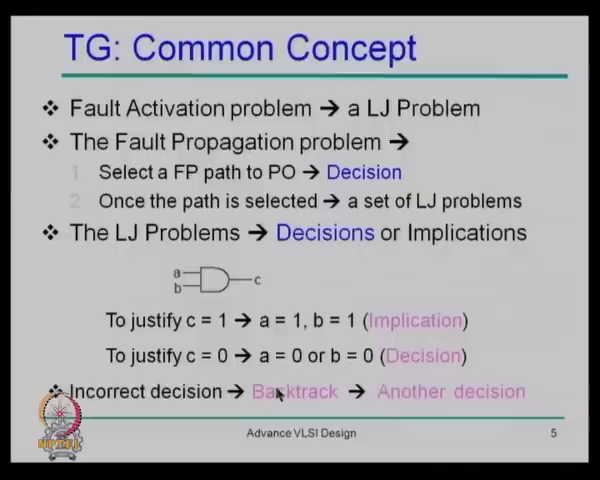 TG: Common Concept
❖ Fault Activation problem → a LJ Problem
❖ The Fault Propagation problem →
1. Select a FP path to PO → Decision
2. Once the path is selected → a set of LJ problems
❖ The LJ Problems → Decisions or Implications
a
b
c
To justify c = 1 → a = 1, b = 1 (Implication)
To justify c = 0 → a = 0 or b = 0 (Decision)
❖ Incorrect decision → Backtrack → Another decision
NPTEL
Advance VLSI Design
5